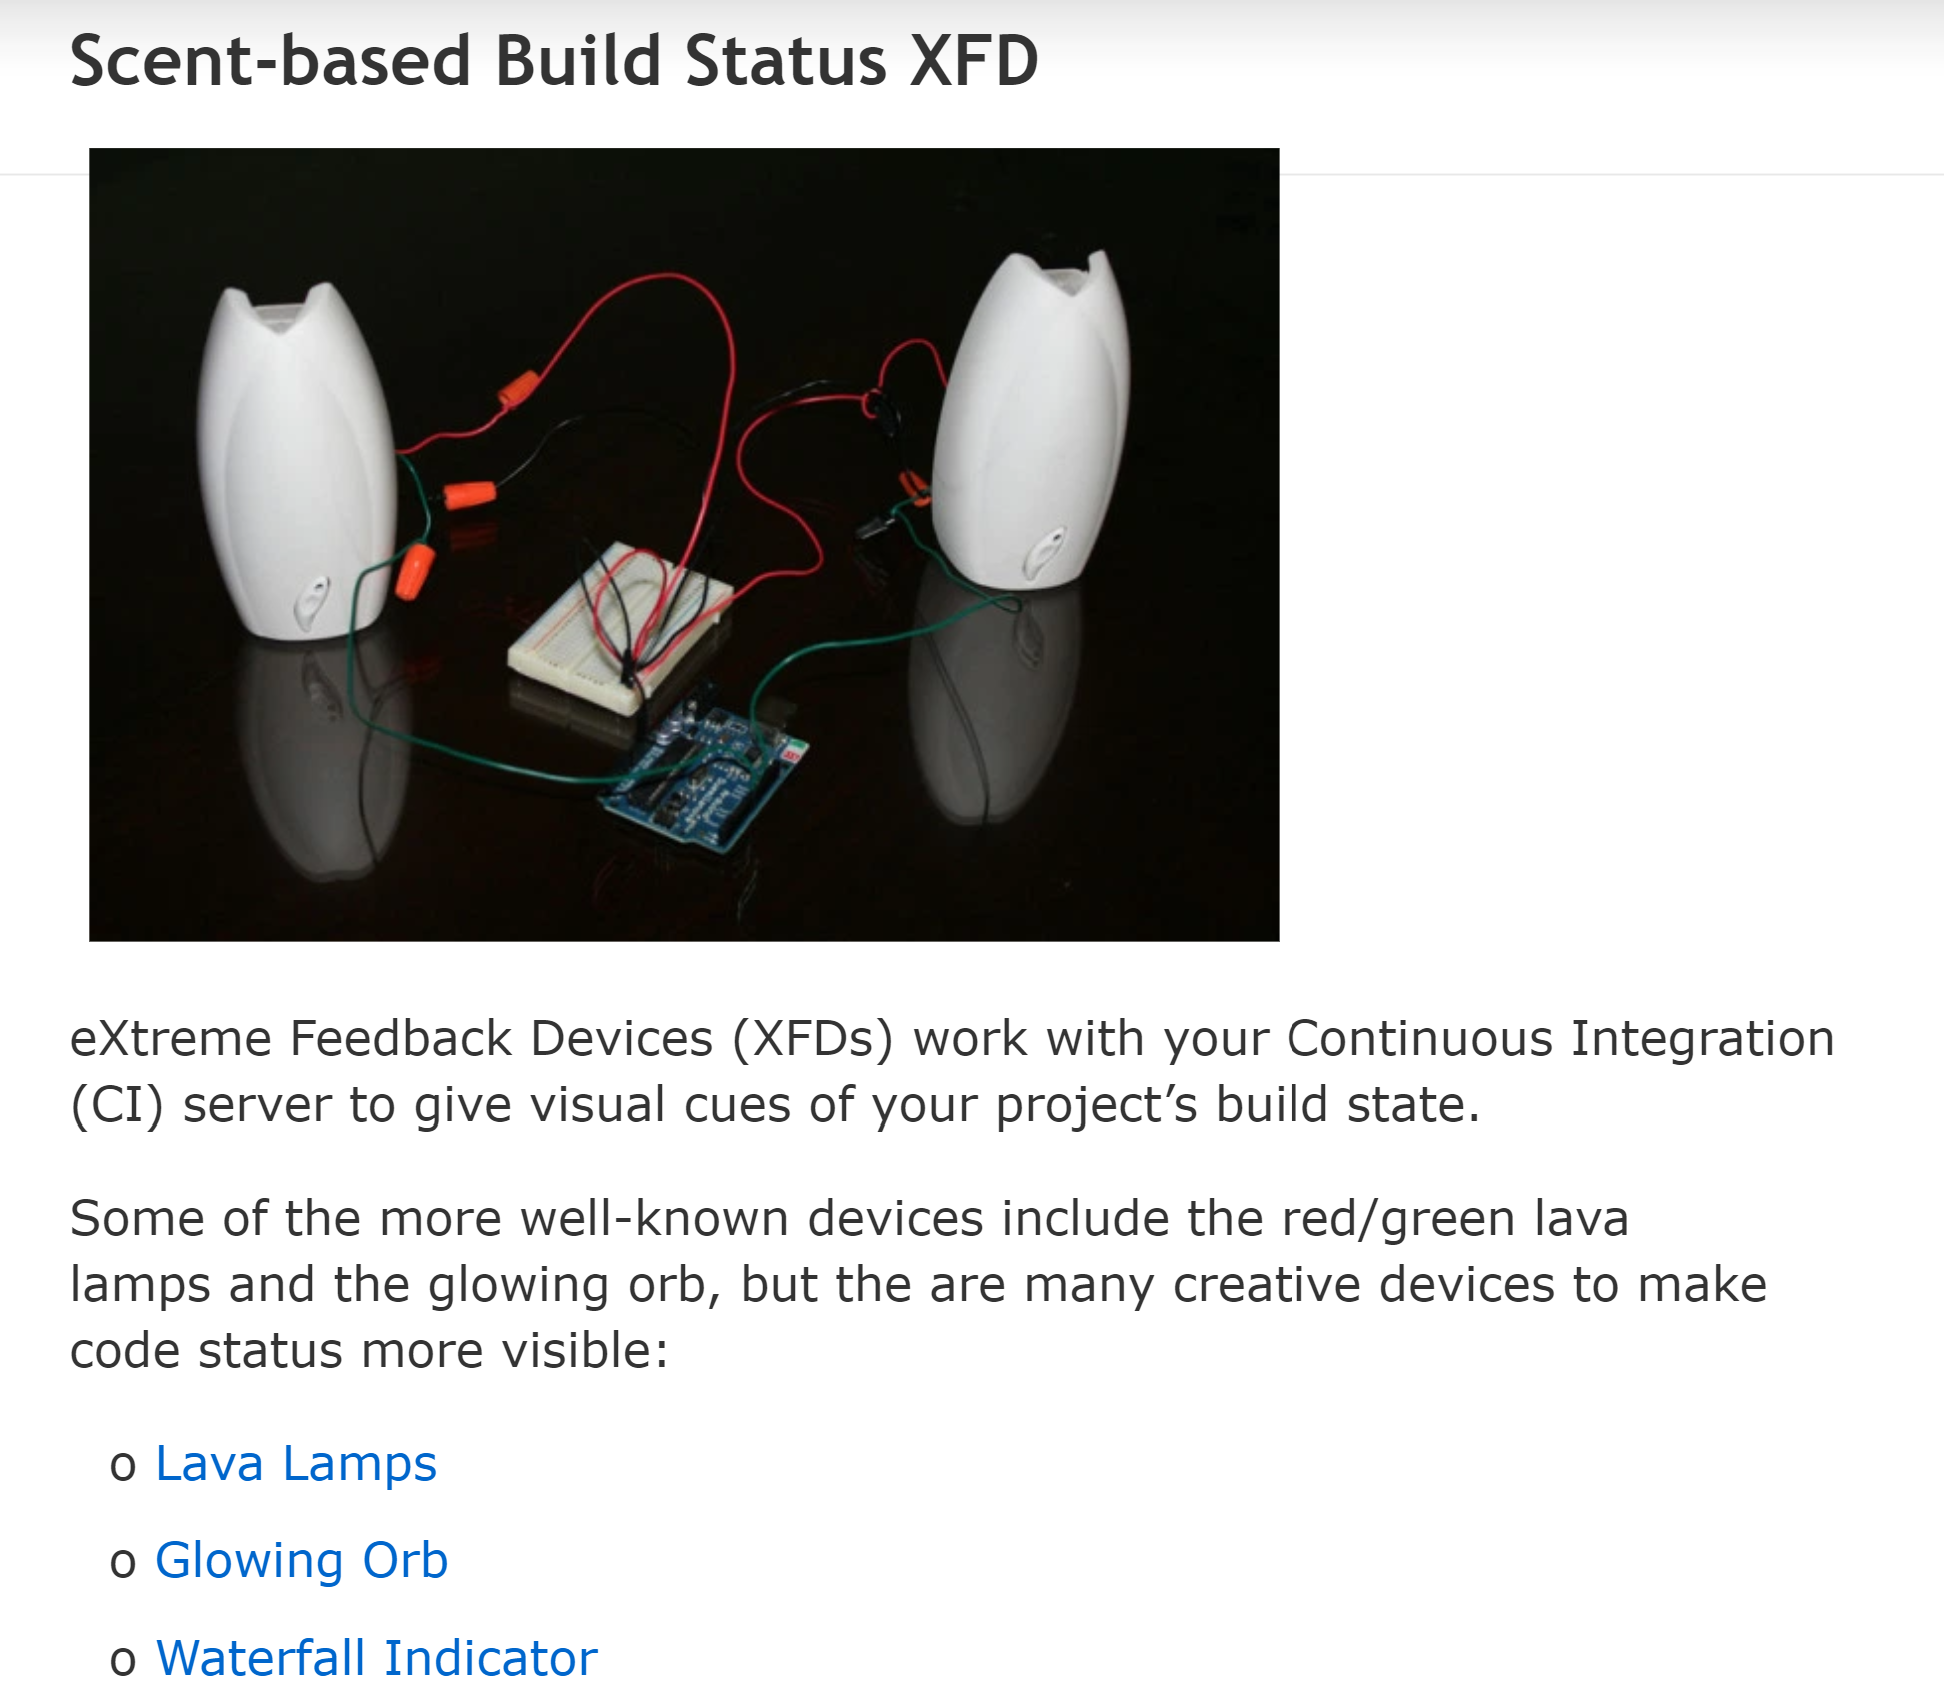 Scent-based Build Status XFD
eXtreme Feedback Devices (XFDs) work with your Continuous Integration
(CI) server to give visual cues of your project’s build state.
Some of the more well-known devices include the red/green lava
lamps and the glowing orb, but the are many creative devices to make
code status more visible:
o Lava Lamps
o Glowing Orb
o Waterfall Indicator